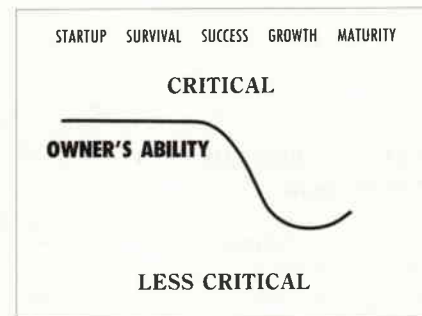 STARTUP SURVIVAL SUCCESS GROWTH MATURITY
CRITICAL
OWNER'S ABILITY
LESS CRITICAL